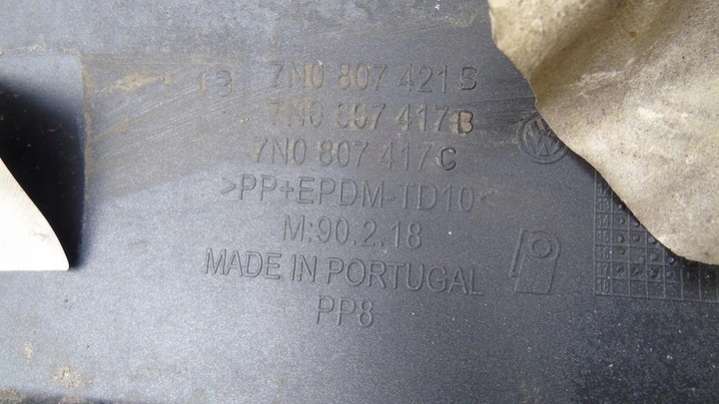 13 7N0 807 421 S
7N0 807 417 B
7N0 807 417 C
>PP+EPDM-TD10<
M:90.2.18
MADE IN PORTUGAL
PP8